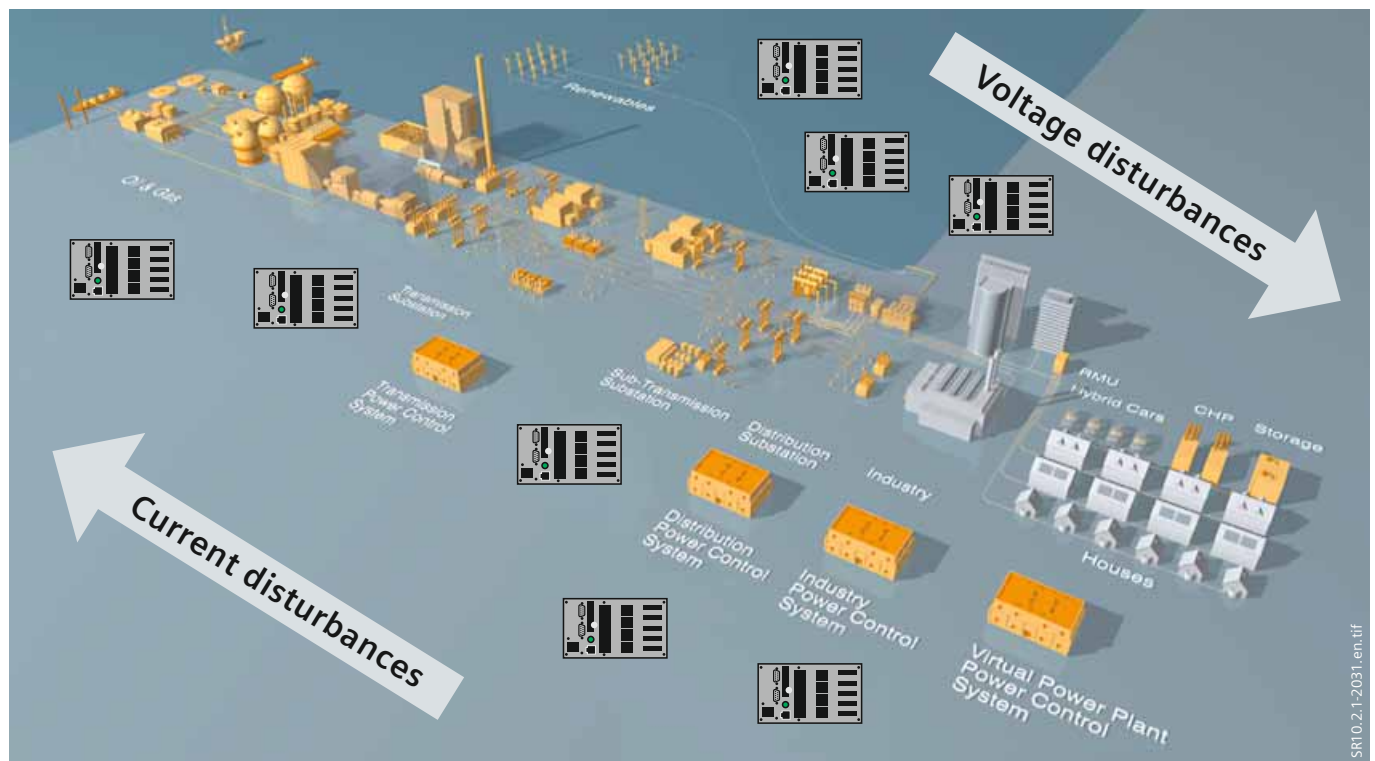 Voltage disturbances
Renewables
Oil & Gas
Transmission
Substation
Transmission
Power Control
System
Sub-Transmission
Substation
RMU
Hybrid Cars
CHP
Storage
Distribution
Substation
Industry
Current disturbances
Distribution
Power Control
System
Industry
Power Control
System
Houses
Virtual Power Plant
Power Control
System
SR10.2.1-2031.en.tif